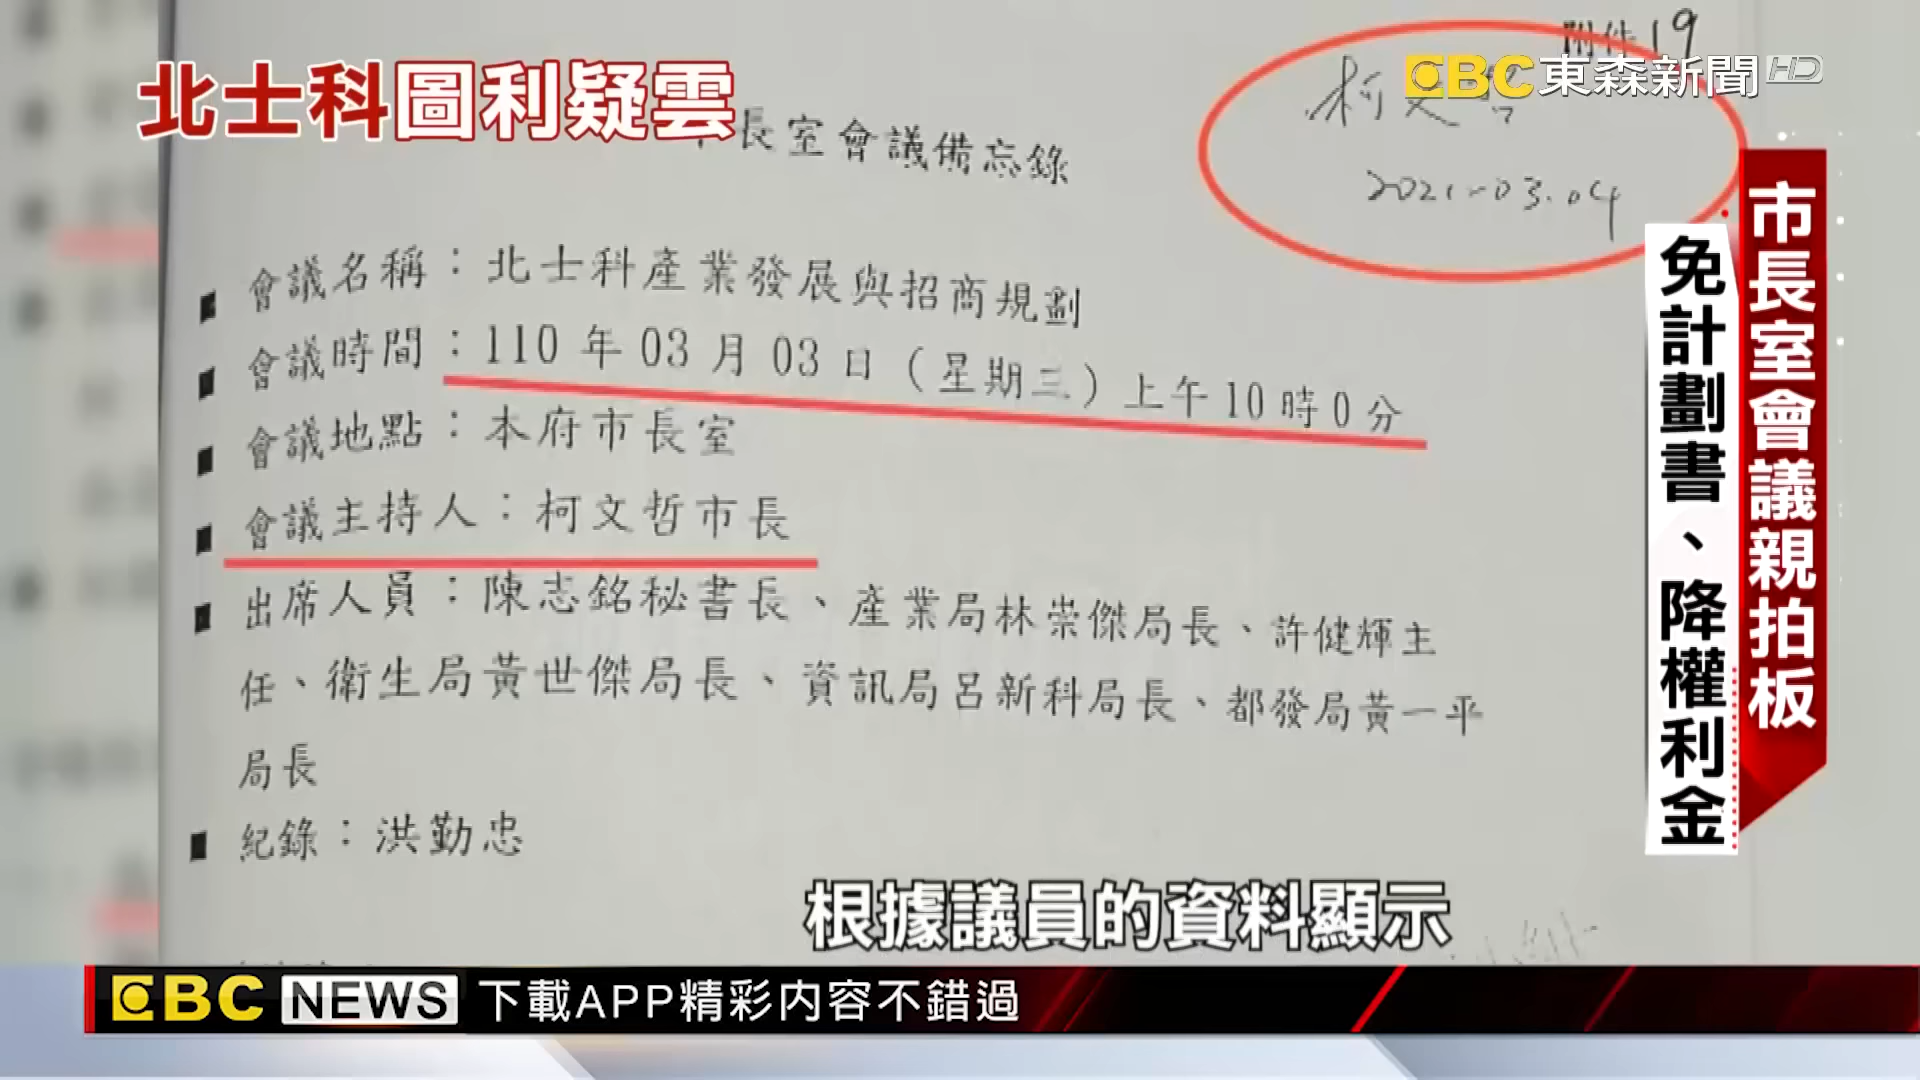 附件19
北士科圖利疑雲
EBC東森新聞HD
柯文哲
2021-03.04
長室會議備忘錄
會議名稱：北士科產業發展與招商規劃
會議時間：110年03月03日（星期三）上午10時0分
會議地點：本府市長室
會議主持人：柯文哲市長
出席人員：陳志銘秘書長、產業局林崇傑局長、許健輝主
任、衛生局黃世傑局長、資訊局呂新科局長、都發局黃一平
局長
紀錄：洪勤忠
市長室會議親拍板
免計劃書、降權利金
根據議員的資料顯示
EBC NEWS 下載APP精彩內容不錯過